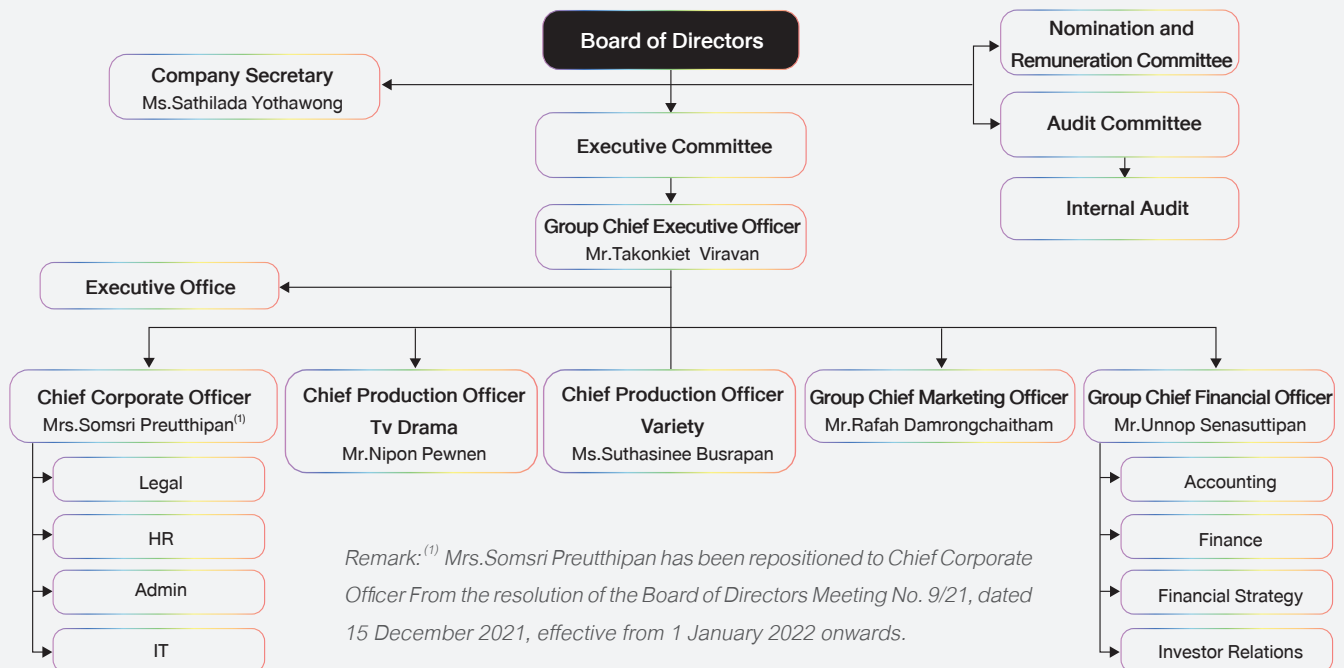 Board of Directors
Nomination and
Remuneration Committee
Company Secretary
Ms.Sathilada Yothawong
Audit Committee
Executive Committee
Internal Audit
Group Chief Executive Officer
Mr.Takonkiet Viravan
Executive Office
Chief Corporate Officer
Mrs.Somsri Preutthipan(1)
Chief Production Officer
Tv Drama
Mr.Nipon Pewnen
Chief Production Officer
Variety
Ms.Suthasinee Busrapan
Group Chief Marketing Officer
Mr.Rafah Damrongchaitham
Group Chief Financial Officer
Mr.Unnop Senasuttipan
Legal
HR
Admin
IT
Accounting
Finance
Financial Strategy
Investor Relations
Remark: (1) Mrs.Somsri Preutthipan has been repositioned to Chief Corporate
Officer From the resolution of the Board of Directors Meeting No. 9/21, dated
15 December 2021, effective from 1 January 2022 onwards.